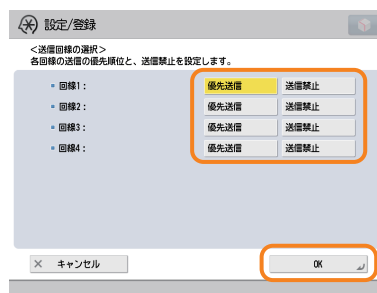 設定/登録
＜送信回線の選択＞
各回線の送信の優先順位と、送信禁止を設定します。
回線1： 優先送信 送信禁止
回線2： 優先送信 送信禁止
回線3： 優先送信 送信禁止
回線4： 優先送信 送信禁止
× キャンセル OK